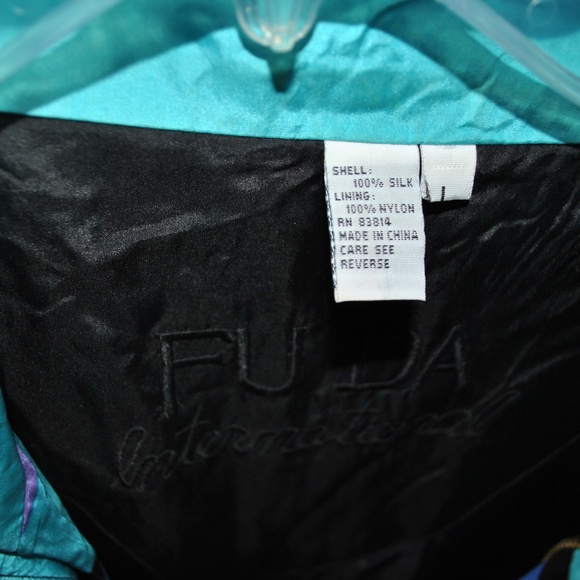 SHELL:
100% SILK
LINING:
100% NYLON
RN 83814
MADE IN CHINA
CARE SEE
REVERSE
FU DA
International